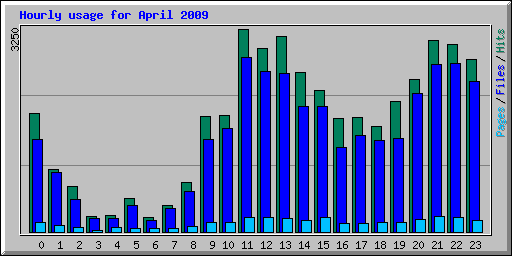 Hourly usage for April 2009
3250
Pages / Files / Hits
0 1 2 3 4 5 6 7 8 9 10 11 12 13 14 15 16 17 18 19 20 21 22 23